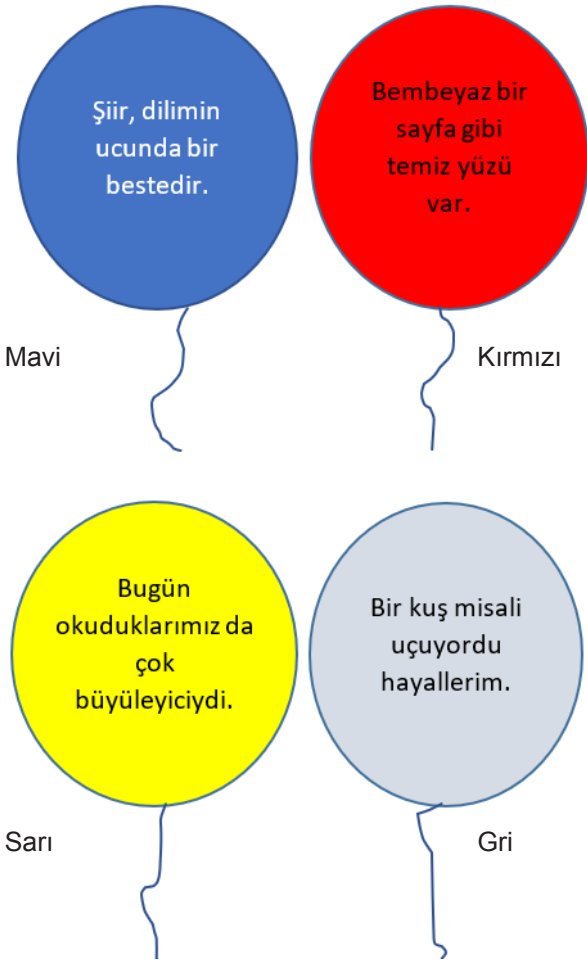 Şiir, dilimin
ucunda bir
bestedir.
Bembeyaz bir
sayfa gibi
temiz yüzü
var.
Mavi
Kırmızı
Bugün
okuduklarımız da
çok
büyüleyiciydi.
Bir kuş misali
uçuyordu
hayallerim.
Sarı
Gri